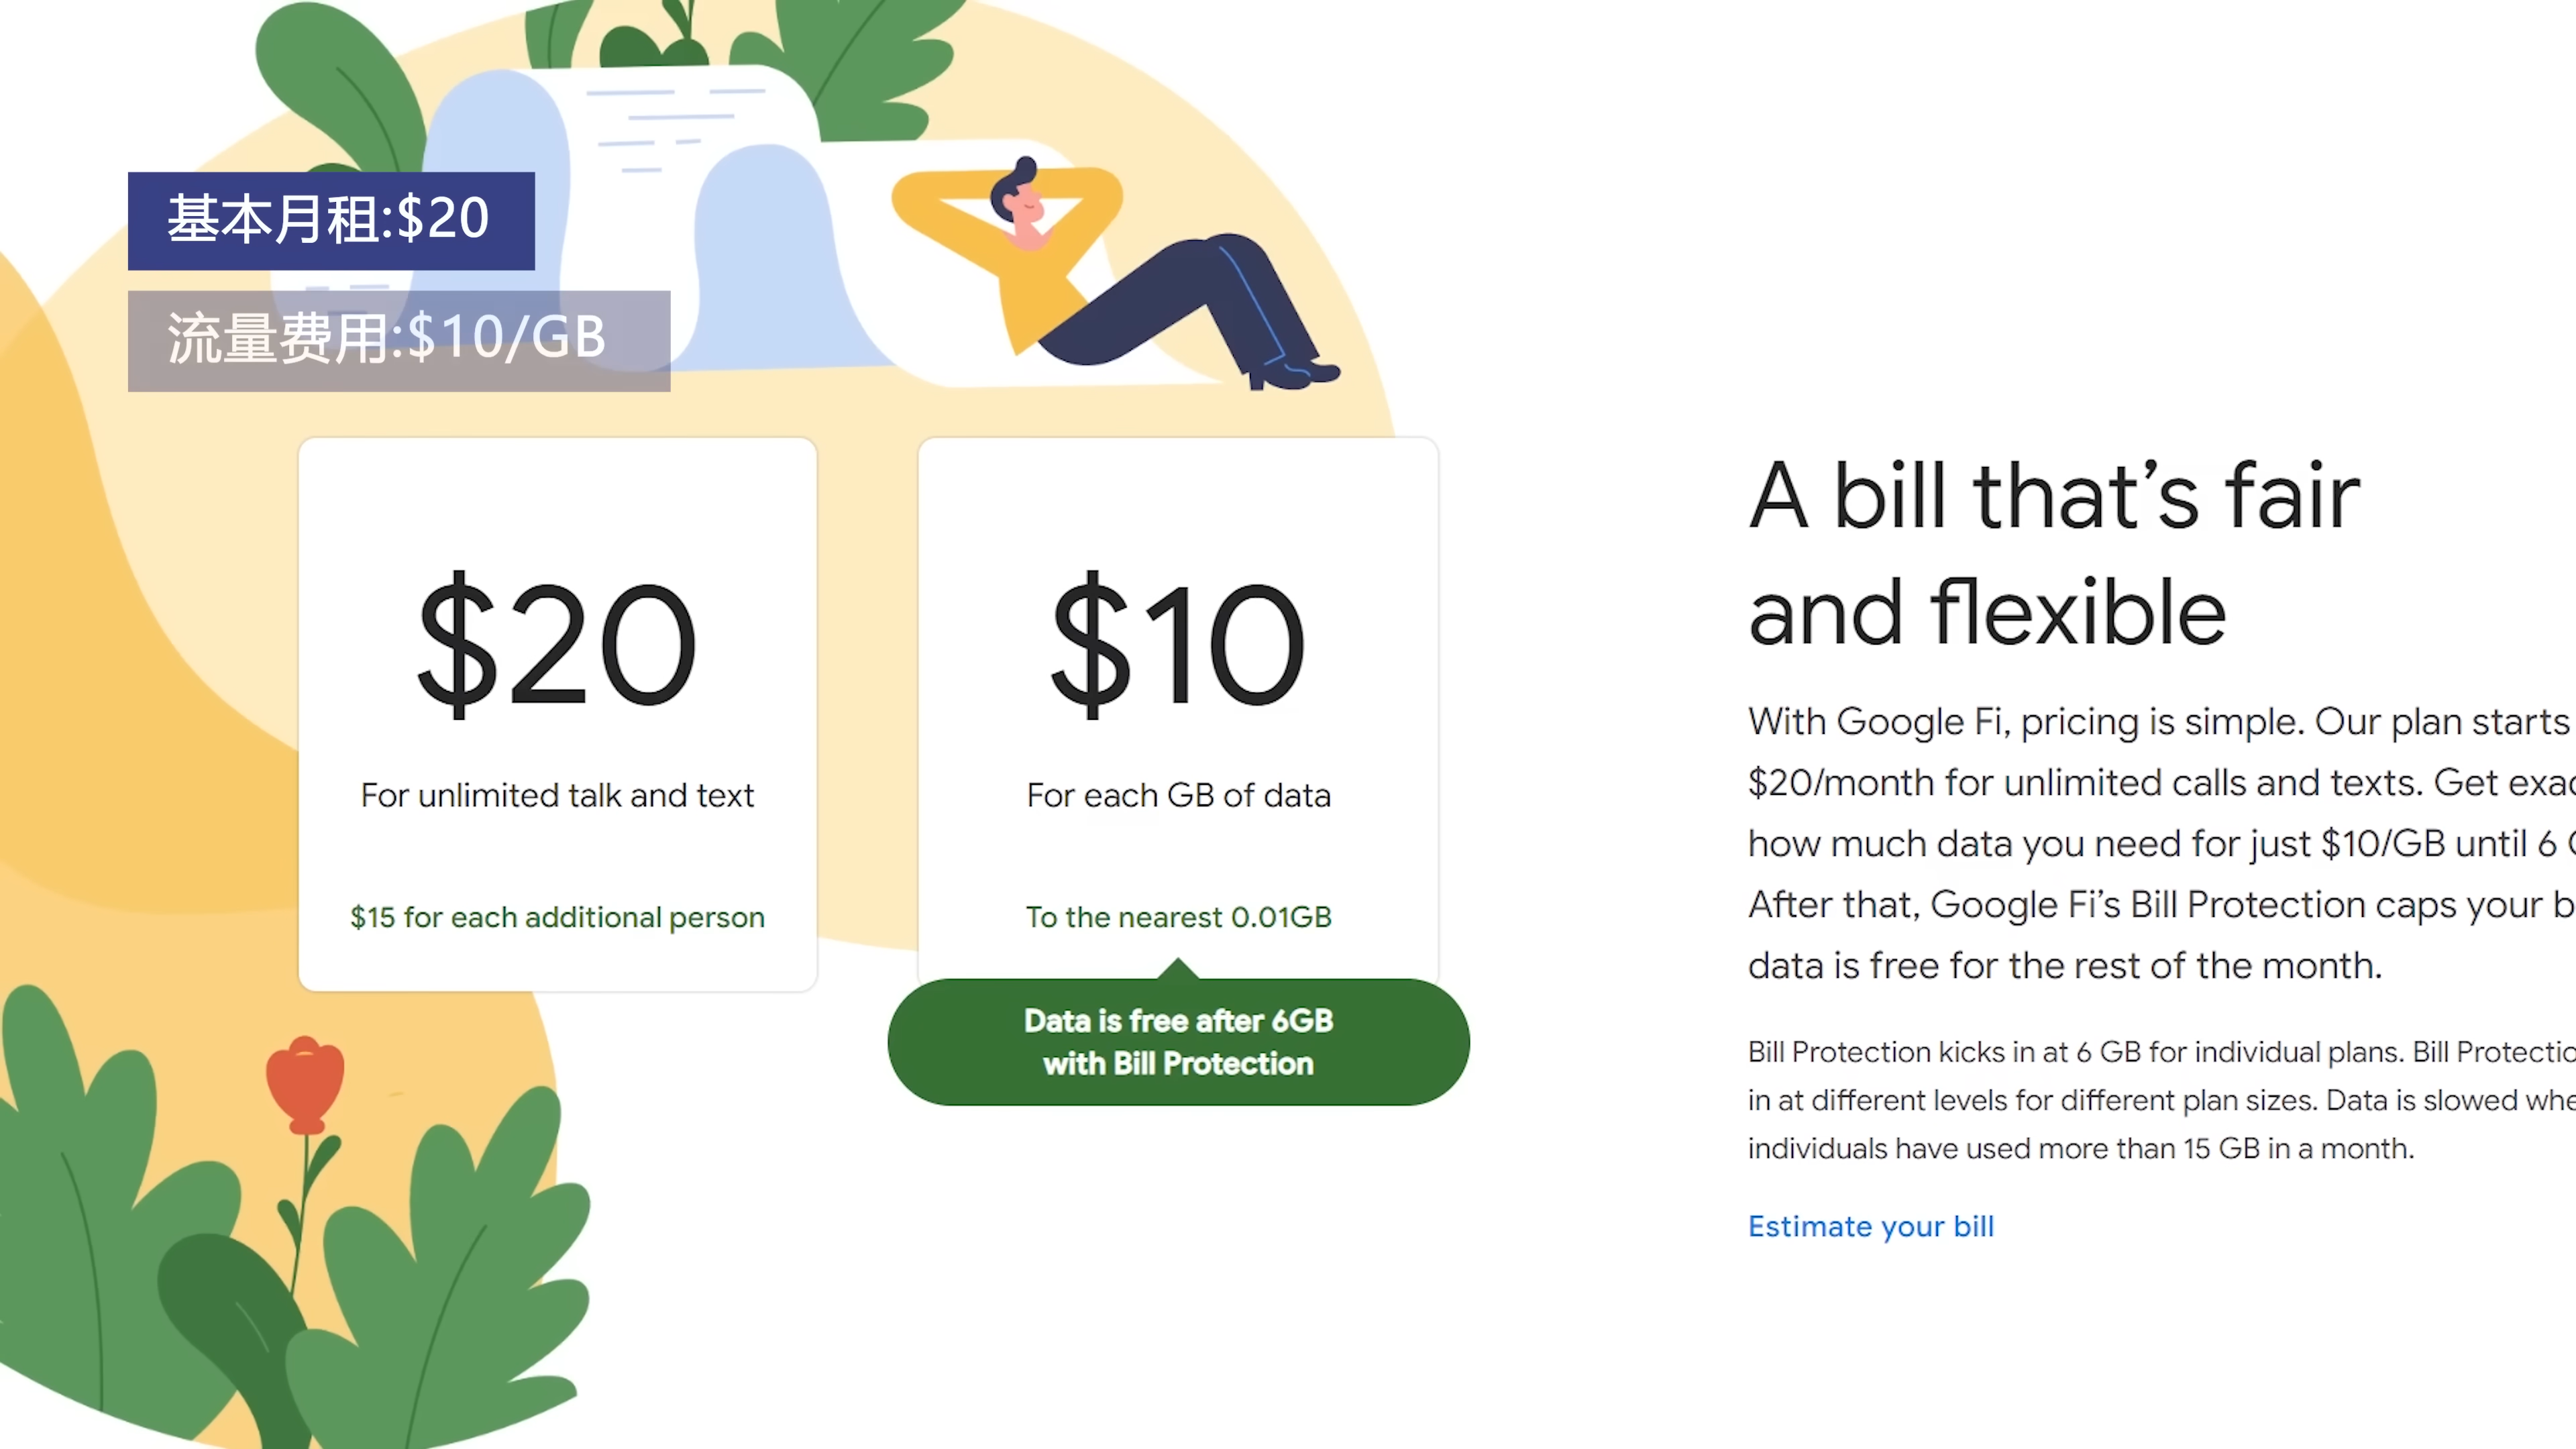 基本月租:$20
流量费用:$10/GB
$20
For unlimited talk and text
$15 for each additional person
$10
For each GB of data
To the nearest 0.01GB
Data is free after 6GB
with Bill Protection
A bill that’s fair
and flexible
With Google Fi, pricing is simple. Our plan starts
$20/month for unlimited calls and texts. Get
how much data you need for just $10/GB until 6
After that, Google Fi’s Bill Protection caps your
data is free for the rest of the month.
Bill Protection kicks in at 6 GB for individual plans. Bill
in at different levels for different plan sizes. Data is slowed
individuals have used more than 15 GB in a month.
Estimate your bill